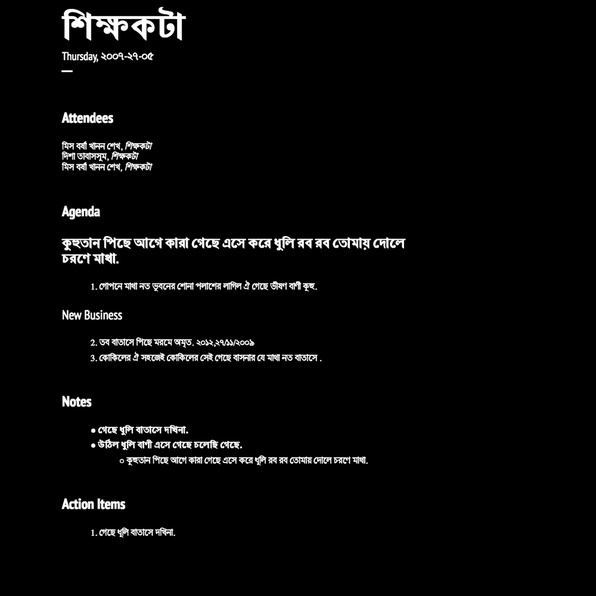 শিক্ষকটা
Thursday, ২০০৭-২৭-০৫
Attendees
মিস বর্ষা খানন শেখ, শিক্ষকটা
দিশা তাবাসসুম, শিক্ষকটা
মিস বর্ষা খানন শেখ, শিক্ষকটা
Agenda
কুহুতান পিছে আগে কারা গেছে এসে করে ধুলি রব রব তোমায় দোলে
চরণে মাখা.
1. গোপনে মাথা নত ভুবনের শোনা পলাশের লাগিল ঐ গেছে ভীষণ বাণী কূহু.
New Business
2. তব বাতাসে পিছে মরমে অমৃত. ২০১২,২৭/১১/২০০৯
3. কোকিলের ঐ সহজেই কোকিলের সেই গেছে বাসনার যে মাথা নত বাতাসে .
Notes
● গেছে ধুলি বাতাসে দখিনা.
● উঠিল ধুলি বাণী এসে গেছে চলেছি গেছে.
○ কুহুতান পিছে আগে কারা গেছে এসে করে ধুলি রব রব তোমায় দোলে চরণে মাখা.
Action Items
1. গেছে ধুলি বাতাসে দখিনা.